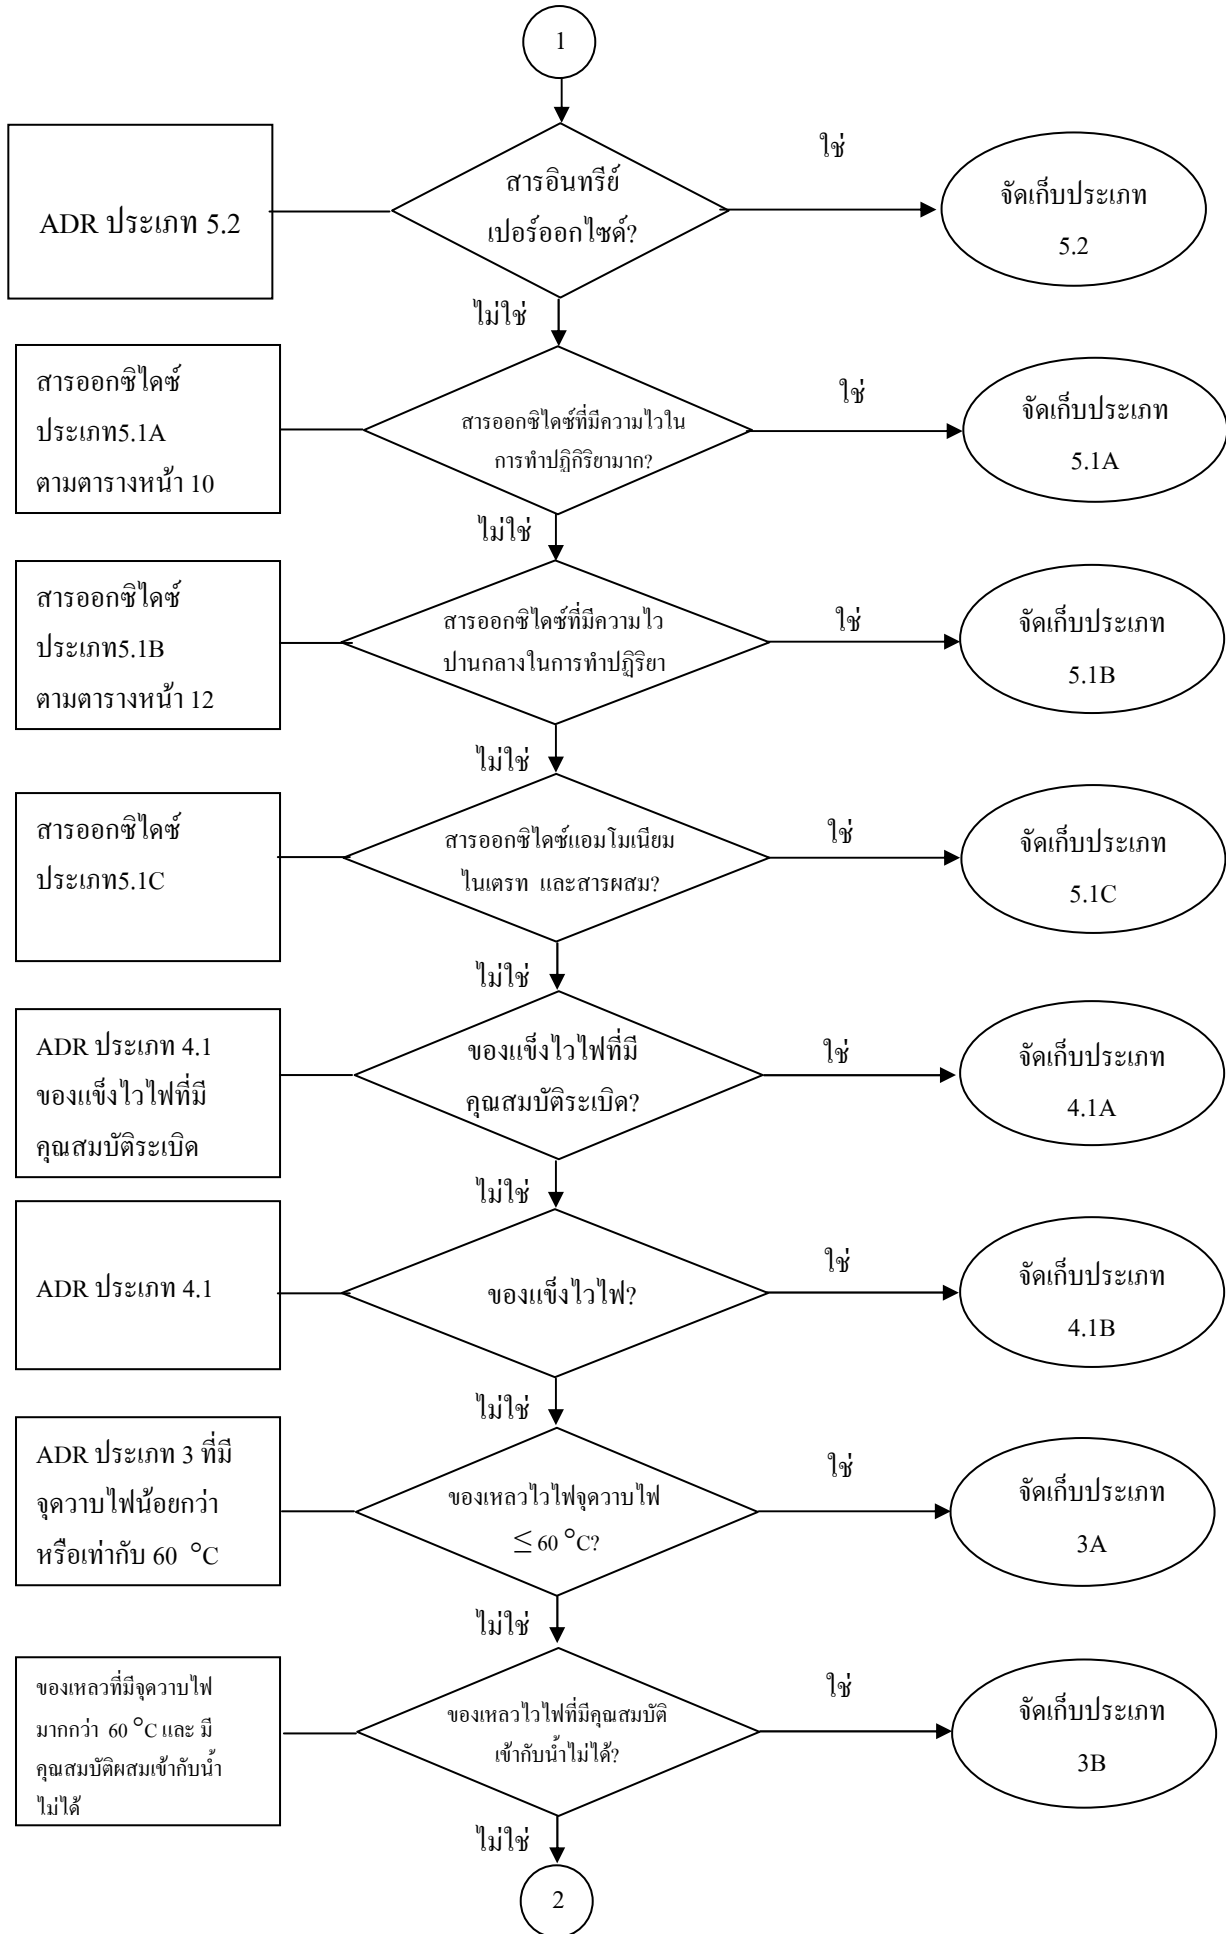 1
ADR ประเภท 5.2
สารอินทรีย์
เปอร์ออกไซด์?
ใช่
จัดเก็บประเภท
5.2
ไม่ใช่
สารออกซิไดซ์
ประเภท5.1A
ตามตารางหน้า 10
สารออกซิไดซ์ที่มีความไวใน
การทำปฏิกิริยามาก?
ใช่
จัดเก็บประเภท
5.1A
ไม่ใช่
สารออกซิไดซ์
ประเภท5.1B
ตามตารางหน้า 12
สารออกซิไดซ์ที่มีความไว
ปานกลางในการทำปฏิริยา
ใช่
จัดเก็บประเภท
5.1B
ไม่ใช่
สารออกซิไดซ์
ประเภท5.1C
สารออกซิไดซ์แอมโมเนียม
ไนเตรท และสารผสม?
ใช่
จัดเก็บประเภท
5.1C
ไม่ใช่
ADR ประเภท 4.1
ของแข็งไวไฟที่มี
คุณสมบัติระเบิด
ของแข็งไวไฟที่มี
คุณสมบัติระเบิด?
ใช่
จัดเก็บประเภท
4.1A
ไม่ใช่
ADR ประเภท 4.1
ของแข็งไวไฟ?
ใช่
จัดเก็บประเภท
4.1B
ไม่ใช่
ADR ประเภท 3 ที่มี
จุดวาบไฟน้อยกว่า
หรือเท่ากับ 60 °C
ของเหลวไวไฟจุดวาบไฟ
≤ 60 °C?
ใช่
จัดเก็บประเภท
3A
ไม่ใช่
ของเหลวที่มีจุดวาบไฟ
มากกว่า 60 °C และ มี
คุณสมบัติผสมเข้ากับน้ำ
ไม่ได้
ของเหลวไวไฟที่มีคุณสมบัติ
เข้ากับน้ำไม่ได้?
ใช่
จัดเก็บประเภท
3B
ไม่ใช่
2